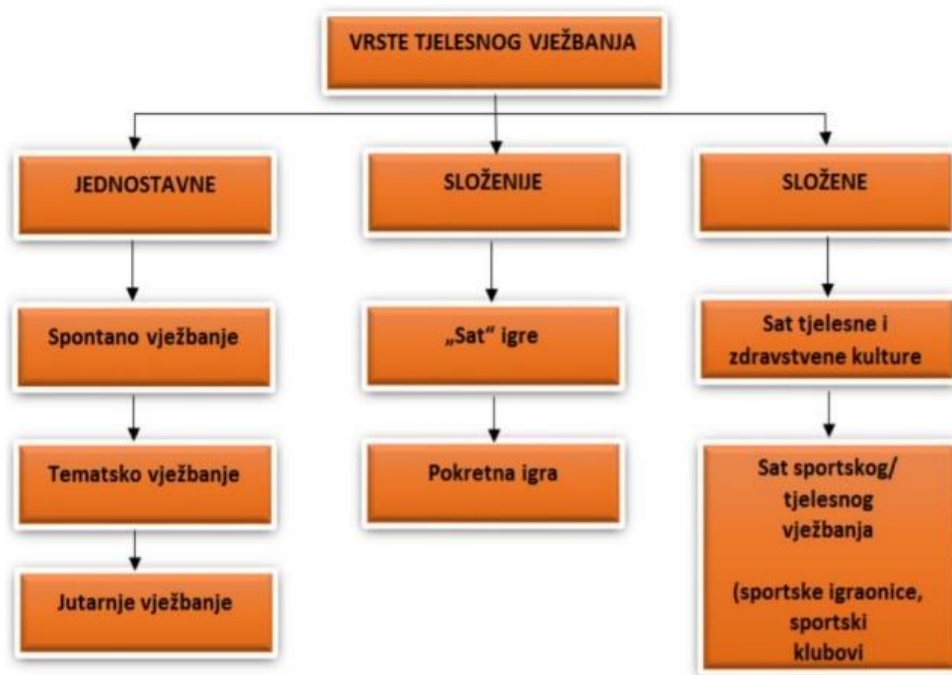 VRSTE TJELESNOG VJEŽBANJA
JEDNOSTAVNE
SLOŽENIJE
SLOŽENE
Spontano vježbanje
„Sat“ igre
Sat tjelesne i
zdravstvene kulture
Tematsko vježbanje
Pokretna igra
Sat sportskog/
tjelesnog
vježbanja
(sportske igraonice,
sportski
klubovi
Jutarnje vježbanje